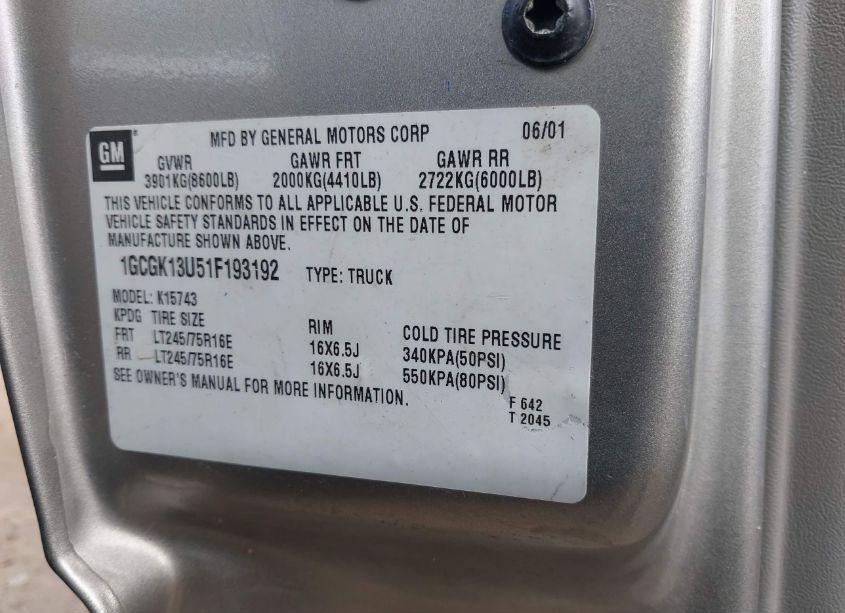 GM
MFD BY GENERAL MOTORS CORP 06/01
GVWR GAWR FRT GAWR RR
3901KG(8600LB) 2000KG(4410LB) 2722KG(6000LB)
THIS VEHICLE CONFORMS TO ALL APPLICABLE U.S. FEDERAL MOTOR
VEHICLE SAFETY STANDARDS IN EFFECT ON THE DATE OF
MANUFACTURE SHOWN ABOVE.
1GCGK13U51F193192 TYPE: TRUCK
MODEL: K15743
KPDG TIRE SIZE RIM COLD TIRE PRESSURE
FRT LT245/75R16E 16X6.5J 340KPA(50PSI)
RR LT245/75R16E 16X6.5J 550KPA(80PSI)
SEE OWNER'S MANUAL FOR MORE INFORMATION.
F 642
T 2045